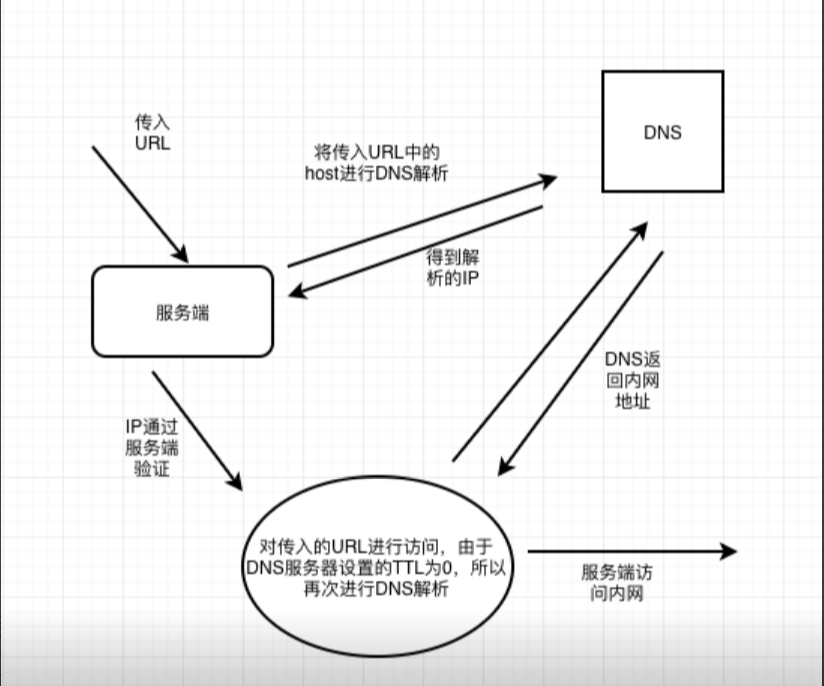 传入
URL
将传入URL中的
host进行DNS解析
DNS
得到解
析的IP
服务端
DNS返
回内网
地址
IP通过
服务端
验证
对传入的URL进行访问，由于
DNS服务器设置的TTL为0，所以
再次进行DNS解析
服务端访
问内网